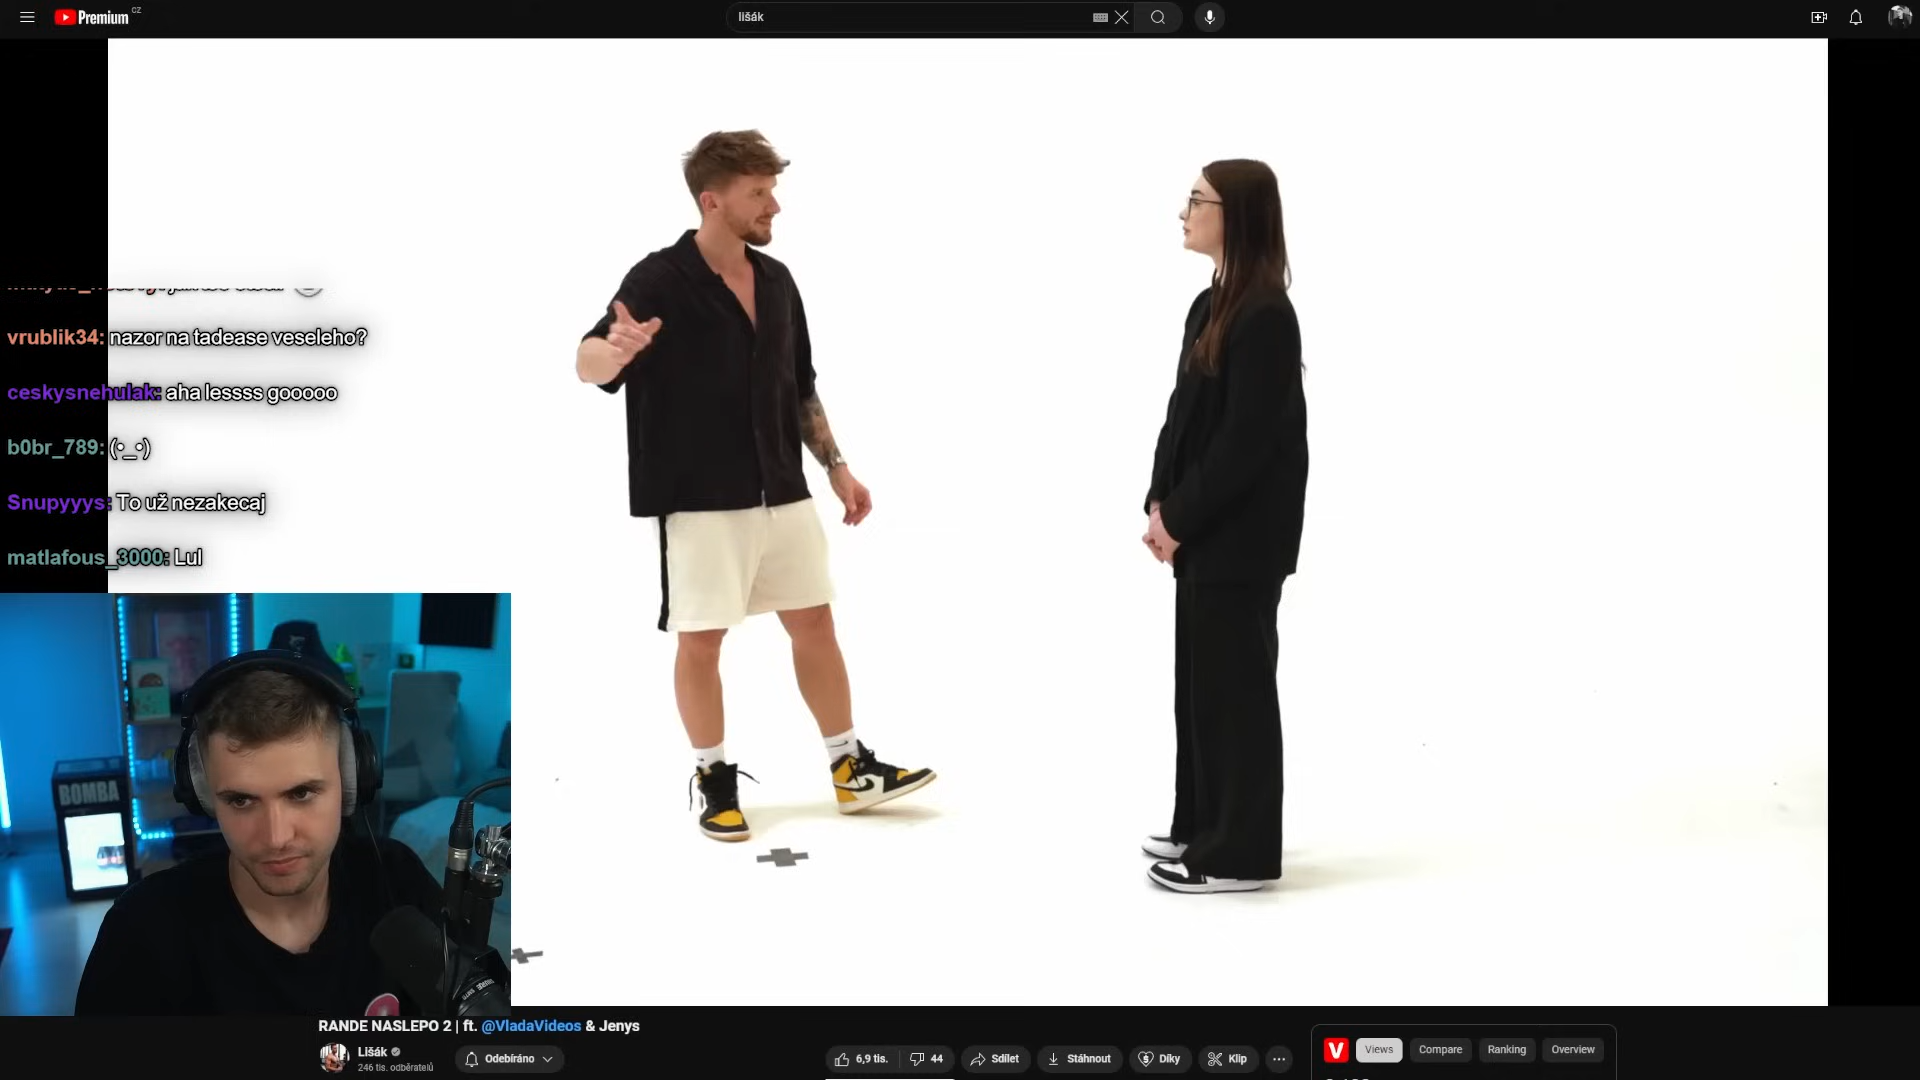 Premium CZ
lišák
vrublik34: nazor na tadease veseleho?
ceskysnehulak: aha lessss gooooo
b0br_789: (•_•)
Snupyyys: To už nezakecaj
matlafous_3000: Lul
BOMBA
RANDE NASLEPO 2 | ft. @VladaVideos & Jenys
Lišák
246 tis. odběratelů
Odebíráno
6,9 tis.
44
Sdílet
Stáhnout
Díky
Klip
Views
Compare
Ranking
Overview